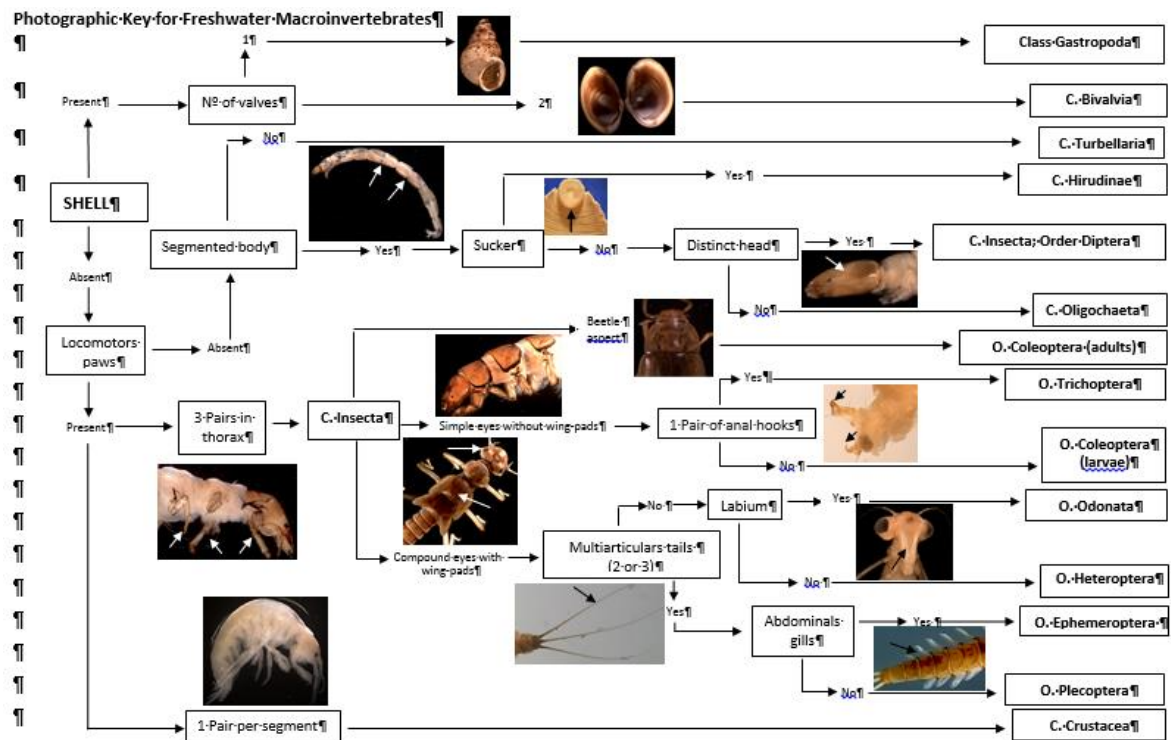 Photographic·Key·for·Freshwater·Macroinvertebrates¶
¶
1¶
Class·Gastropoda¶
¶
Present¶
Nº·of·valves¶
2¶
C.·Bivalvia¶
¶
No¶
C.·Turbellaria¶
¶
Yes·¶
C.·Hirudinae¶
SHELL¶
¶
Segmented·body¶
Yes¶
Sucker¶
No¶
Distinct·head¶
Yes·¶
C.·Insecta;·Order·Diptera¶
¶
Absent¶
¶
No¶
C.·Oligochaeta¶
¶
Locomotors·
paws¶
Absent¶
Beetle·¶
aspect¶
O.·Coleoptera·(adults)¶
¶
Yes¶
O.·Trichoptera¶
¶
Present¶
3·Pairs·in·
thorax¶
C.·Insecta¶
Simple·eyes·without·wing-pads¶
1·Pair·of·anal·hooks¶
¶
No·¶
O.·Coleoptera¶
(larvae)¶
¶
No·¶
Labium¶
Yes·¶
O.·Odonata¶
¶
Compound·eyes·with·
wing-pads¶
Multiarticulars·tails·¶
(2·or·3)¶
¶
No·¶
O.·Heteroptera¶
¶
Yes¶
Abdominals·
gills¶
Yes·¶
O.·Ephemeroptera·¶
¶
No¶
O.·Plecoptera¶
¶
1·Pair·per·segment¶
C.·Crustacea¶
¶